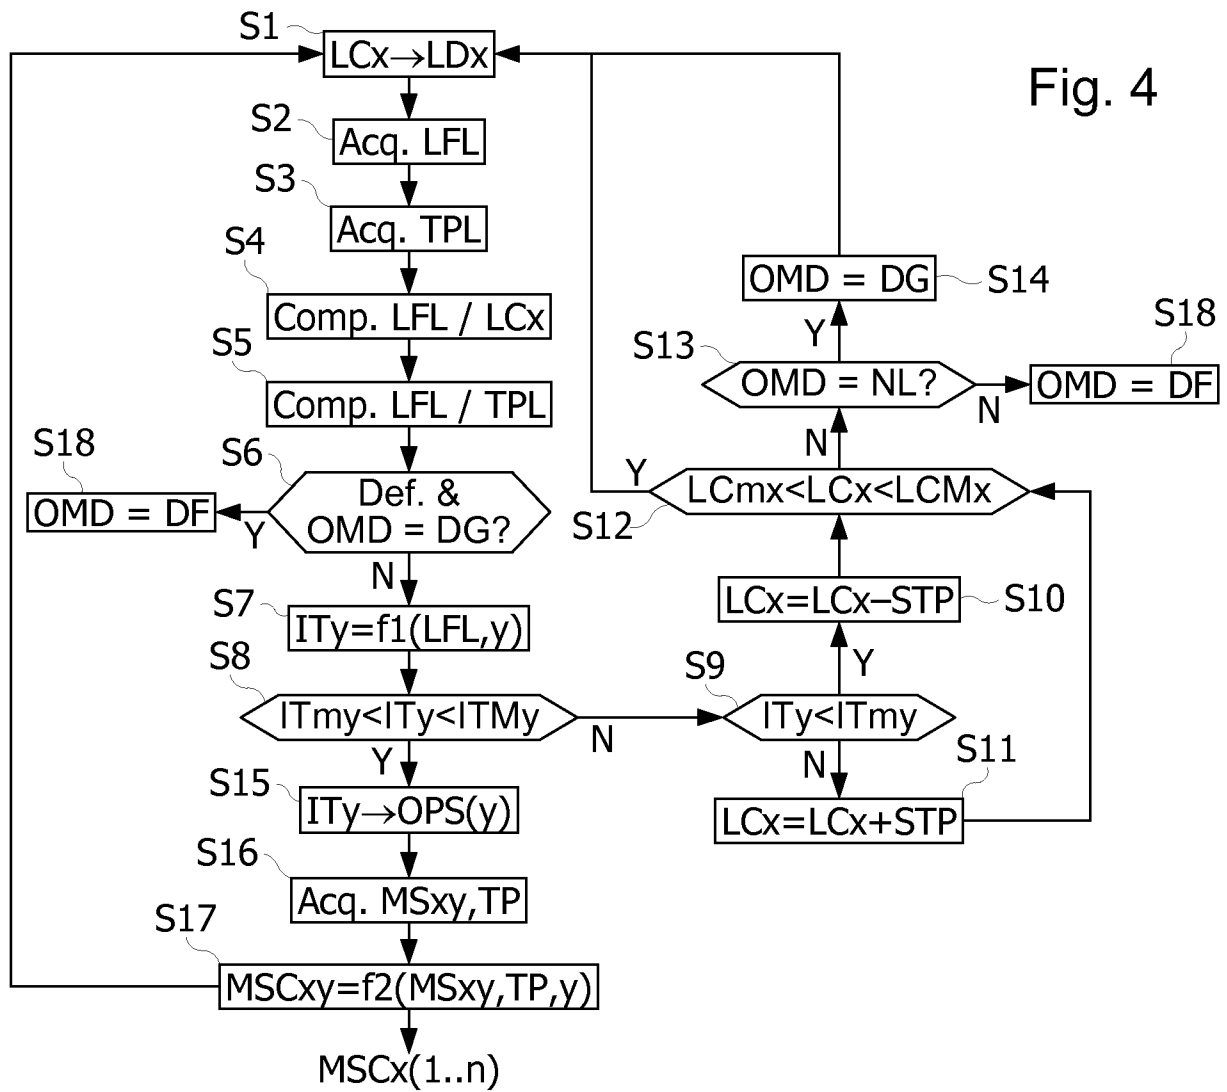 Fig. 4
S1
LCx→LDx
S2
Acq. LFL
S3
Acq. TPL
S4
Comp. LFL / LCx
S5
Comp. LFL / TPL
S6
Def. &
OMD = DG?
Y
N
S18
OMD = DF
S7
ITy=f1(LFL,y)
S8
ITmy<ITy<ITMy
N
Y
S9
ITy<ITmy
Y
N
S10
LCx=LCx–STP
S11
LCx=LCx+STP
S12
LCmx<LCx<LCMx
Y
N
S13
OMD = NL?
Y
N
S14
OMD = DG
S18
OMD = DF
S15
ITy→OPS(y)
S16
Acq. MSxy,TP
S17
MSCxy=f2(MSxy,TP,y)
MSCx(1..n)